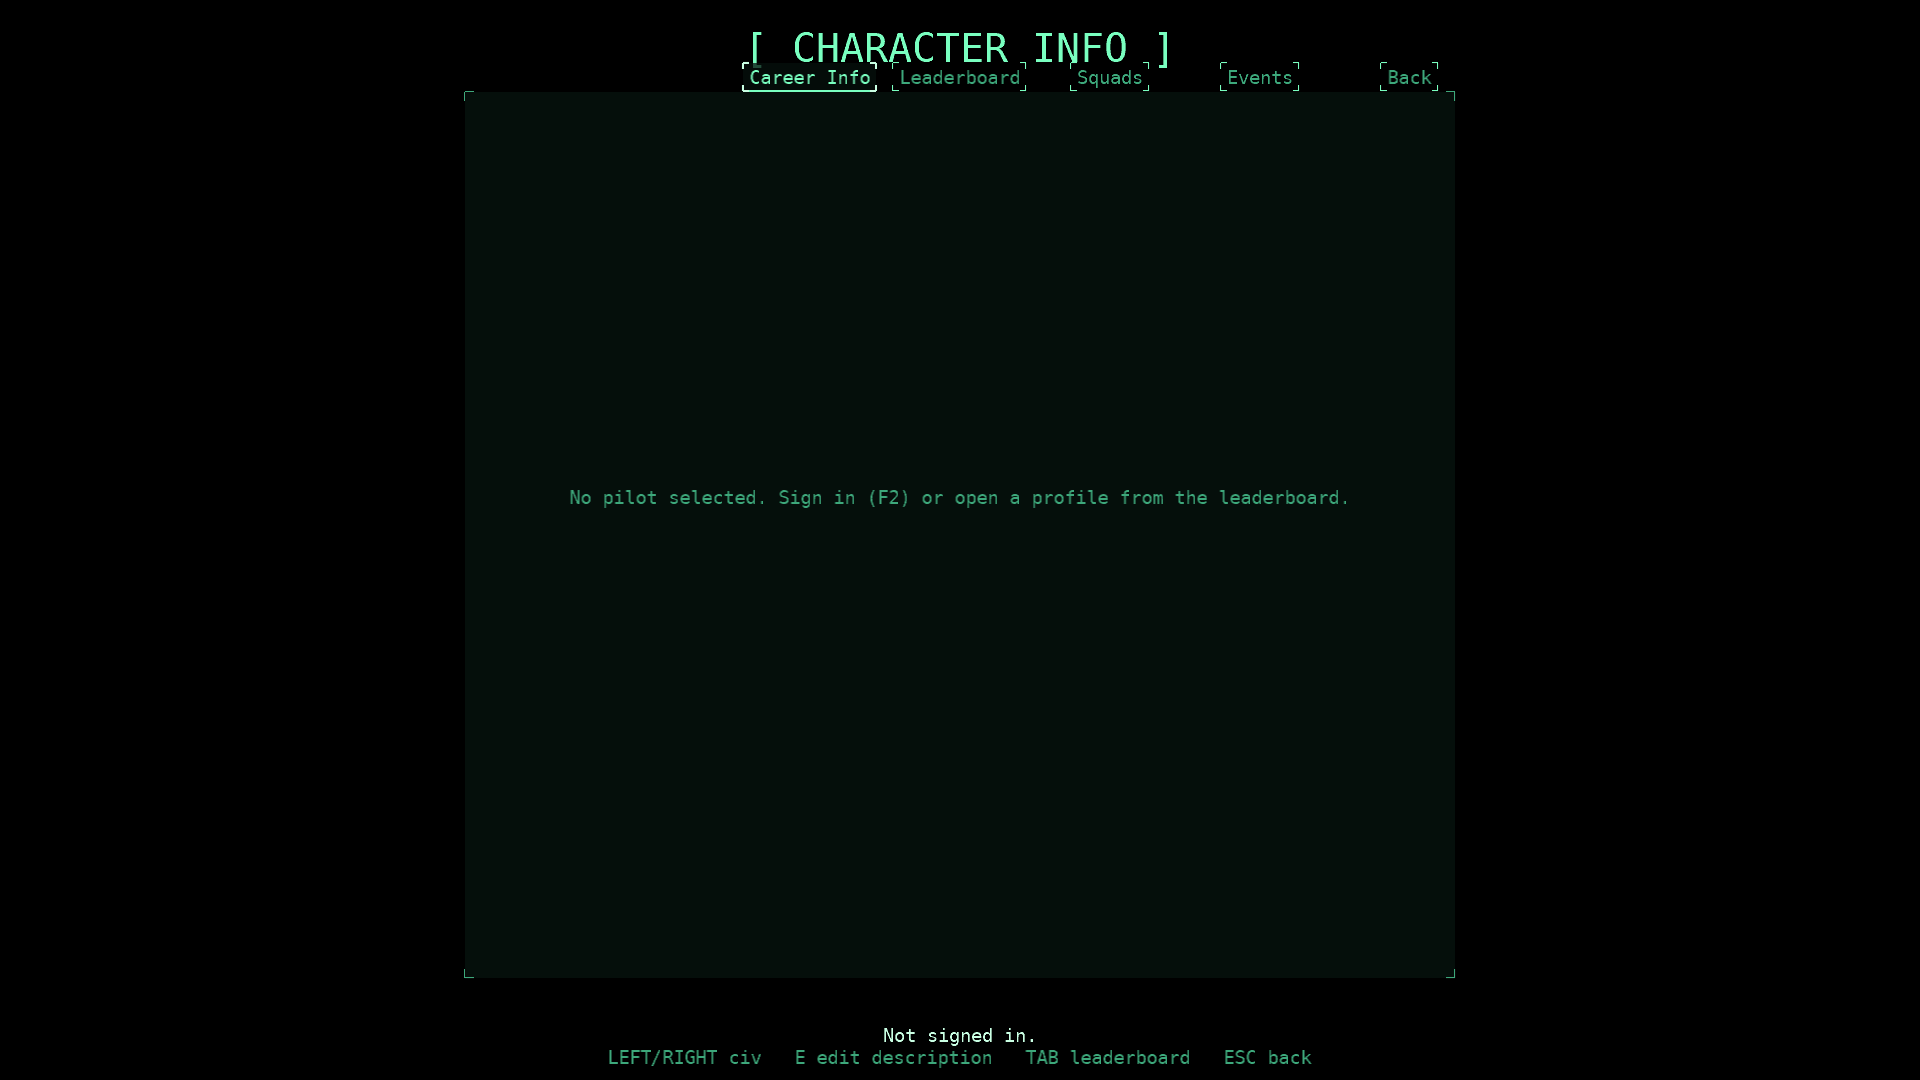 [ CHARACTER INFO ]
Career Info Leaderboard Squads Events Back
No pilot selected. Sign in (F2) or open a profile from the leaderboard.
Not signed in.
LEFT/RIGHT civ E edit description TAB leaderboard ESC back